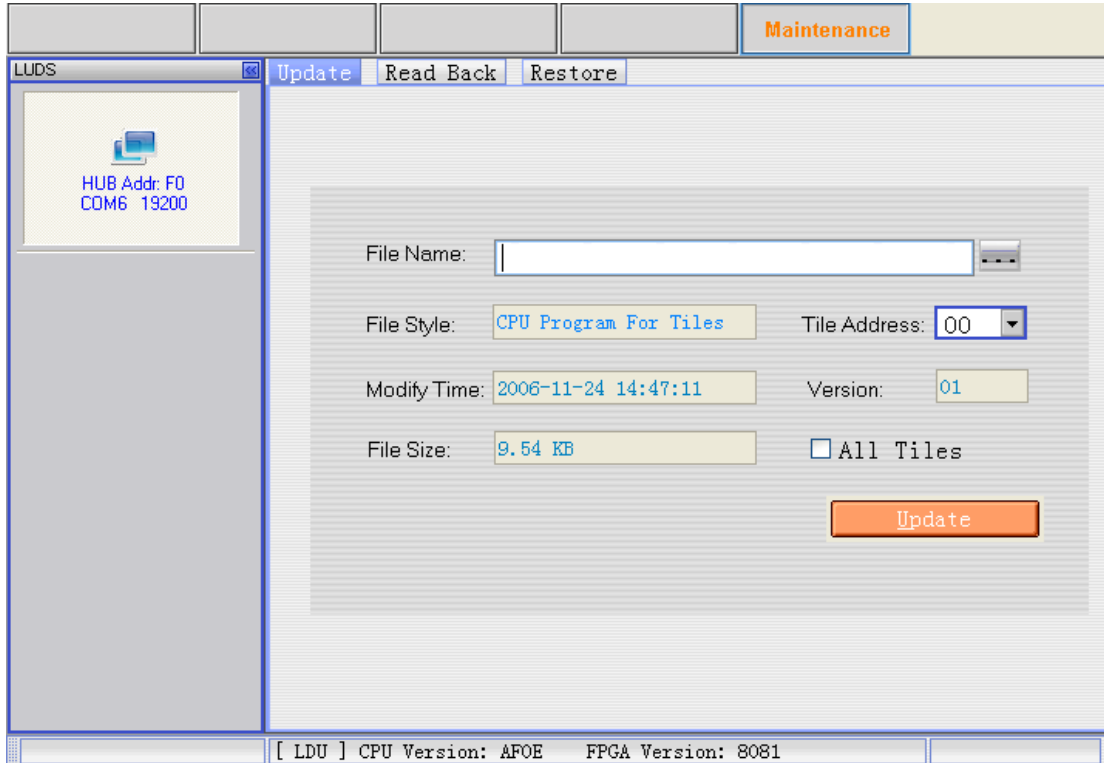 Maintenance
LUDS
Update Read Back Restore
HUB Addr: F0
COM6 19200
File Name:
File Style: CPU Program For Tiles Tile Address: 00
Modify Time: 2006-11-24 14:47:11 Version: 01
File Size: 9.54 KB All Tiles
Update
[ LDU ] CPU Version: AF0E FPGA Version: 8081